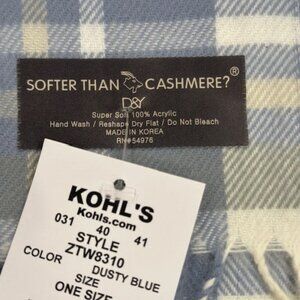 SOFTER THAN CASHMERE?®
D&Y
Super Soft 100% Acrylic
Hand Wash / Reshape Dry Flat / Do Not Bleach
MADE IN KOREA
RN#54976
KOHL'S
Kohls.com
031 40 41
STYLE
ZTW8310
COLOR DUSTY BLUE
SIZE
ONE SIZE